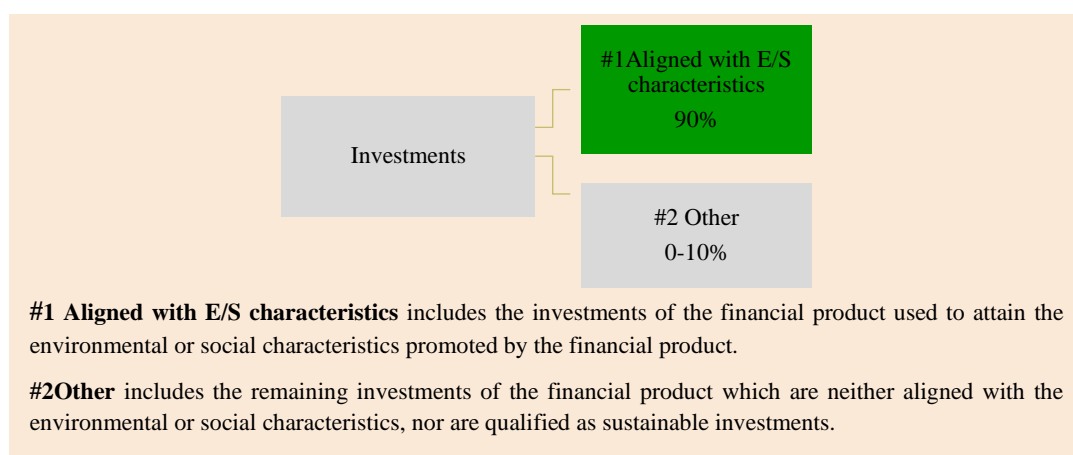 #1Aligned with E/S
characteristics
90%
Investments
#2 Other
0-10%
#1 Aligned with E/S characteristics includes the investments of the financial product used to attain the
environmental or social characteristics promoted by the financial product.
#2Other includes the remaining investments of the financial product which are neither aligned with the
environmental or social characteristics, nor are qualified as sustainable investments.